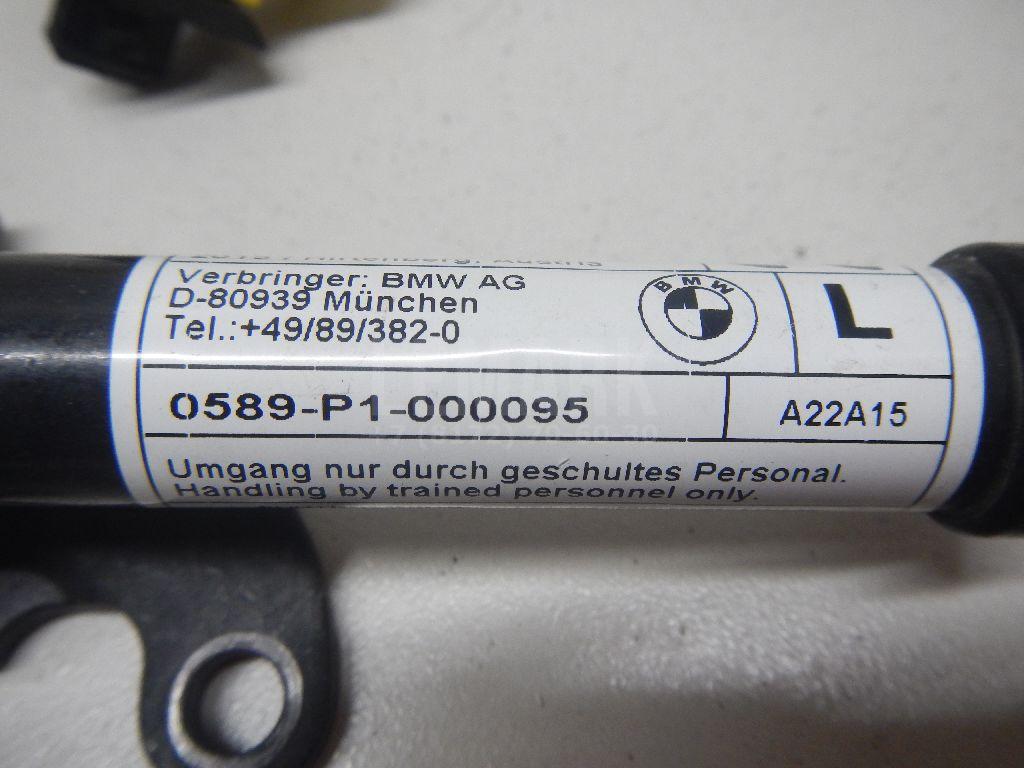 Verbringer: BMW AG
D-80939 München
Tel.:+49/89/382-0
BMW
L
0589-P1-000095
A22A15
Umgang nur durch geschultes Personal.
Handling by trained personnel only.